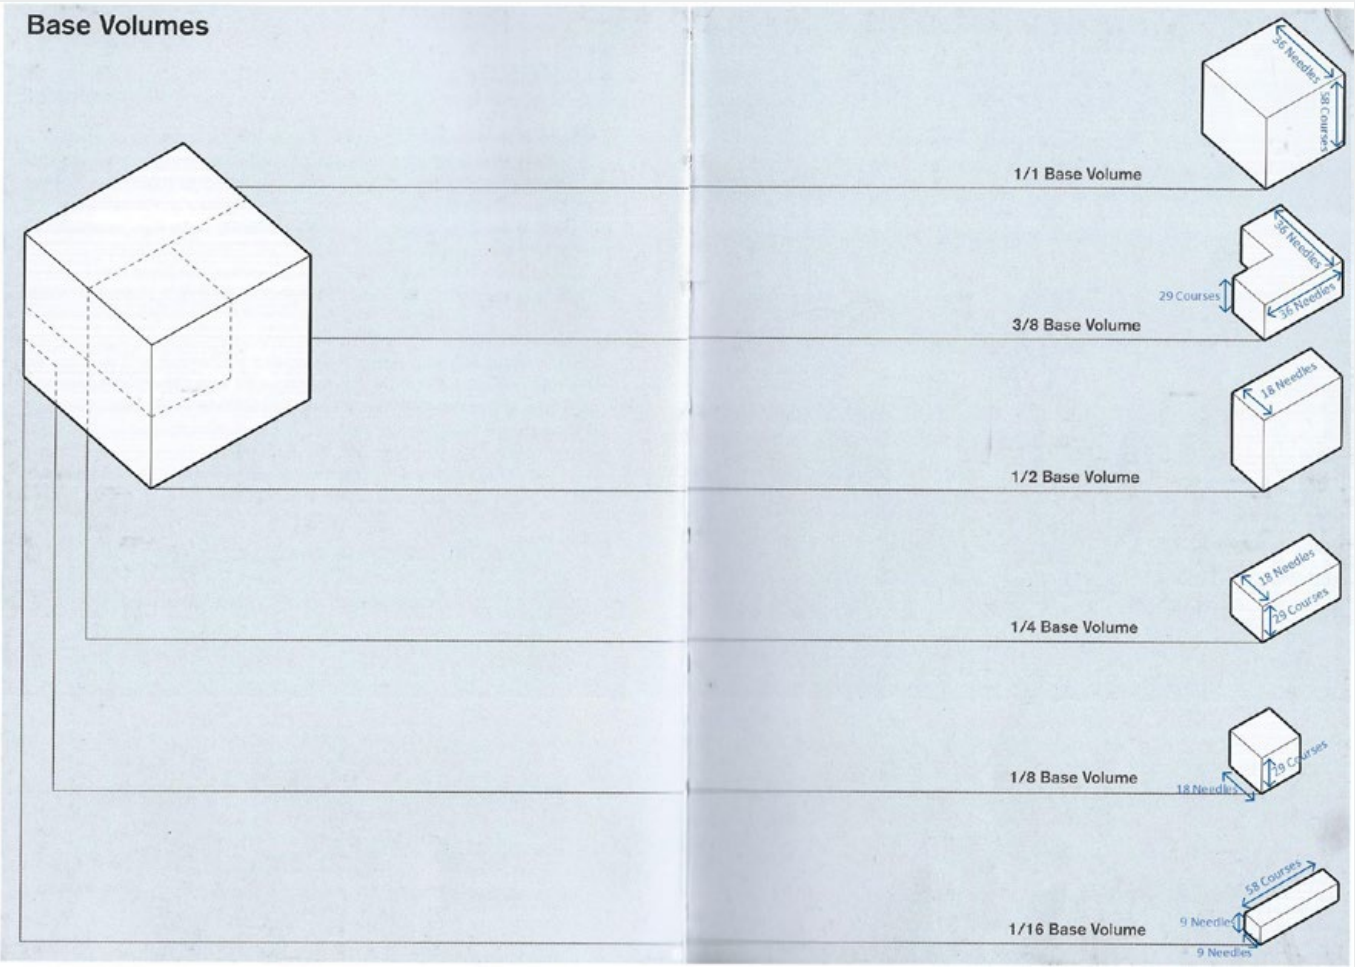 Base Volumes
36 Needles
58 Courses
1/1 Base Volume
36 Needles
29 Courses
36 Needles
3/8 Base Volume
18 Needles
1/2 Base Volume
18 Needles
29 Courses
1/4 Base Volume
29 Courses
1/8 Base Volume
18 Needles
58 Courses
9 Needles
1/16 Base Volume
9 Needles